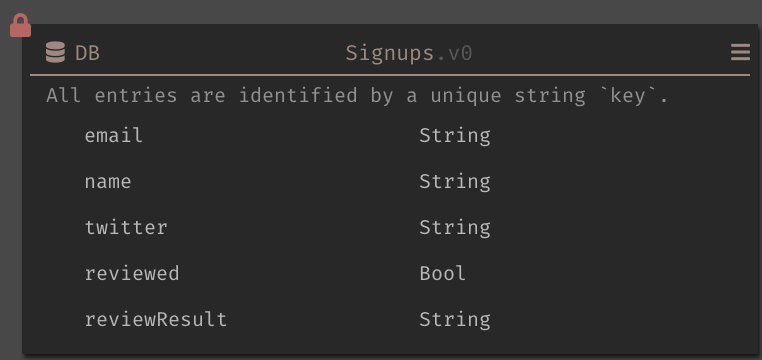 DB Signups.v0
All entries are identified by a unique string `key`.
email String
name String
twitter String
reviewed Bool
reviewResult String